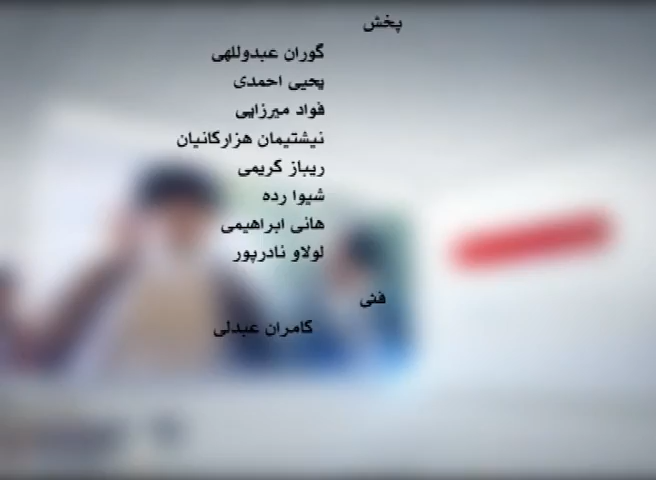 پخش
گوران عبدوللهی
یحیی احمدی
فواد میرزایی
نیشتیمان هزارکانیان
ریباز کریمی
شیوا رده
هانی ابراهیمی
لولاو نادرپور
فنی
کامران عبدلی